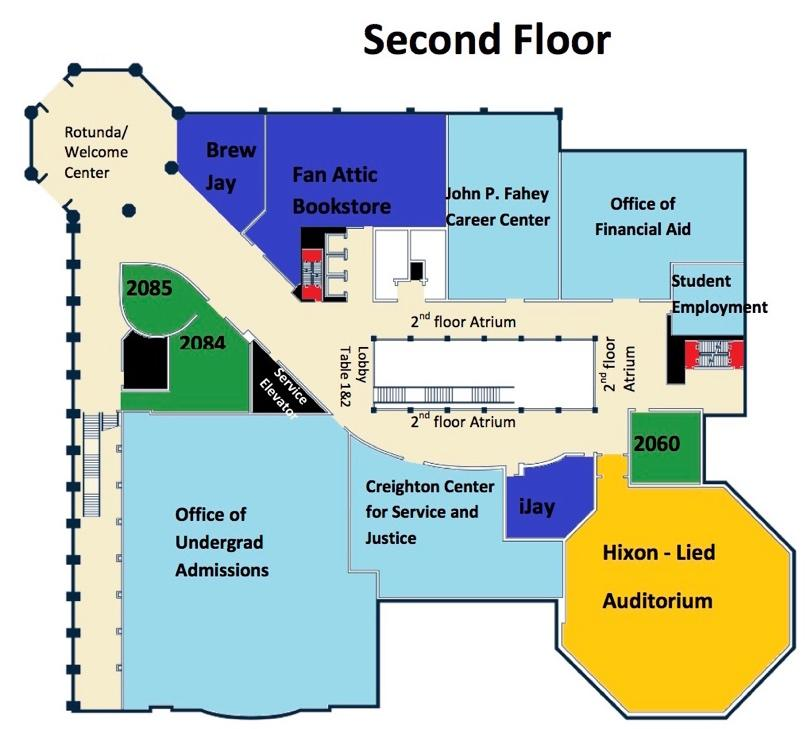 Second Floor
Rotunda/
Welcome
Center
Brew
Jay
Fan Attic
Bookstore
John P. Fahey
Career Center
Office of
Financial Aid
Student
Employment
2085
2084
Service
Elevator
2nd floor Atrium
Lobby
Table 1&2
2nd floor
Atrium
2nd floor Atrium
2060
Office of
Undergrad
Admissions
Creighton Center
for Service and
Justice
iJay
Hixon - Lied
Auditorium